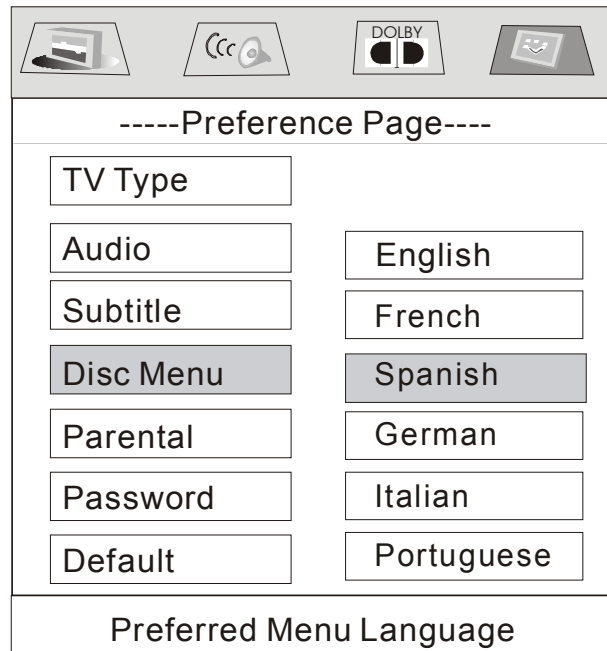 DOLBY
-----Preference Page----
TV Type
Audio
Subtitle
Disc Menu
Parental
Password
Default
English
French
Spanish
German
Italian
Portuguese
Preferred Menu Language